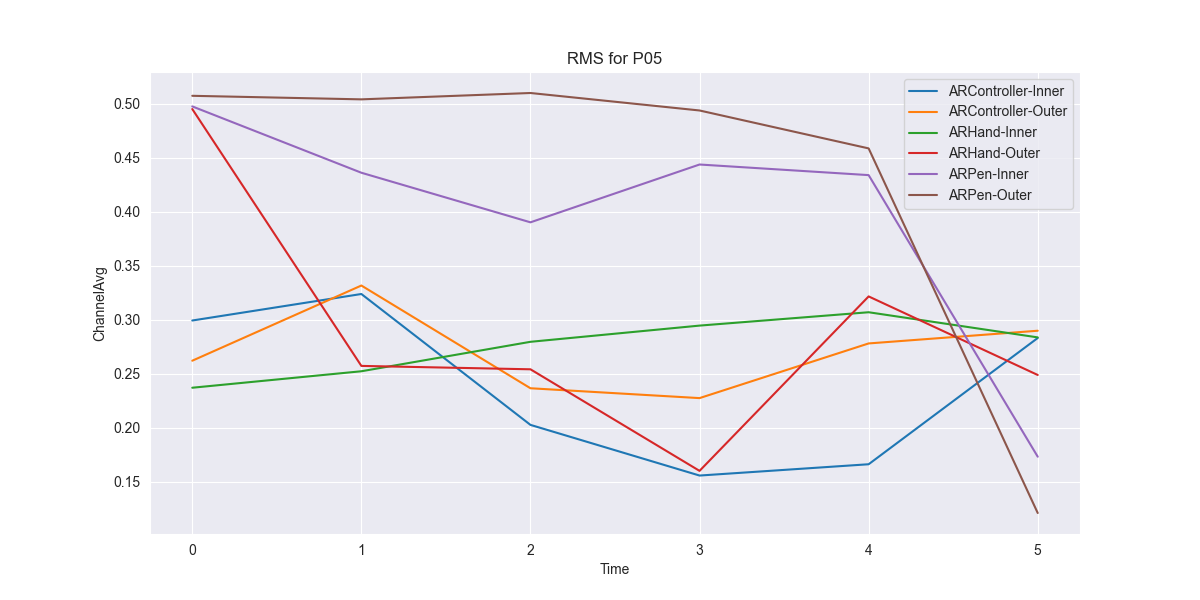 RMS for P05
ChannelAvg
0.50
0.45
0.40
0.35
0.30
0.25
0.20
0.15
0
1
2
3
4
5
Time
ARController-Inner
ARController-Outer
ARHand-Inner
ARHand-Outer
ARPen-Inner
ARPen-Outer